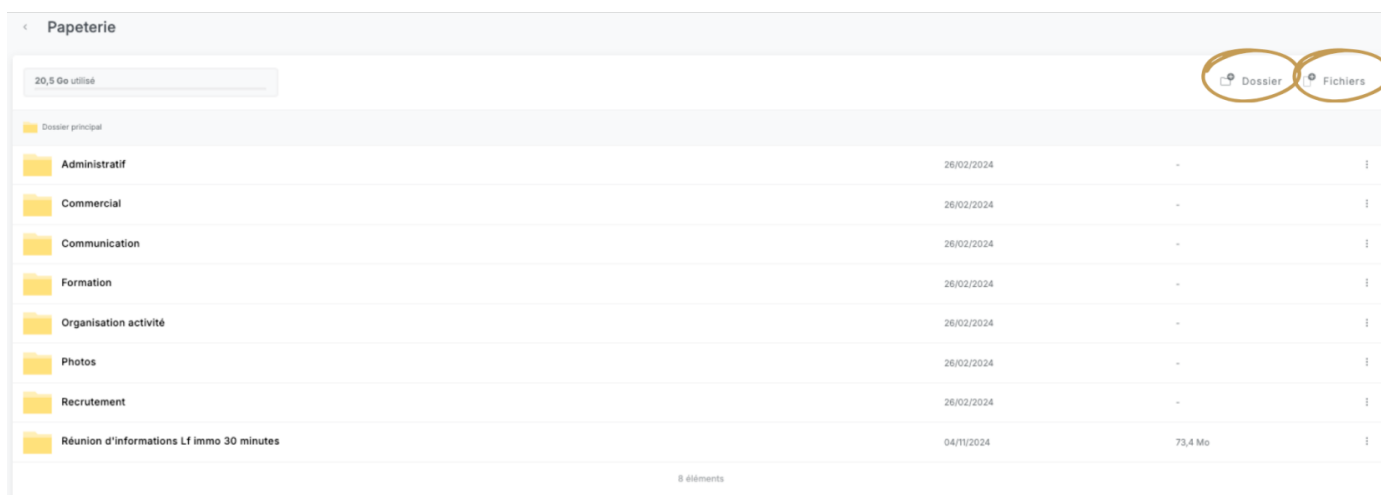 Papeterie
20,5 Go utilisé
Dossier Fichiers
Dossier principal
Administratif 26/02/2024 -
Commercial 26/02/2024 -
Communication 26/02/2024 -
Formation 26/02/2024 -
Organisation activité 26/02/2024 -
Photos 26/02/2024 -
Recrutement 26/02/2024 -
Réunion d'informations Lf immo 30 minutes 04/11/2024 73,4 Mo
8 éléments